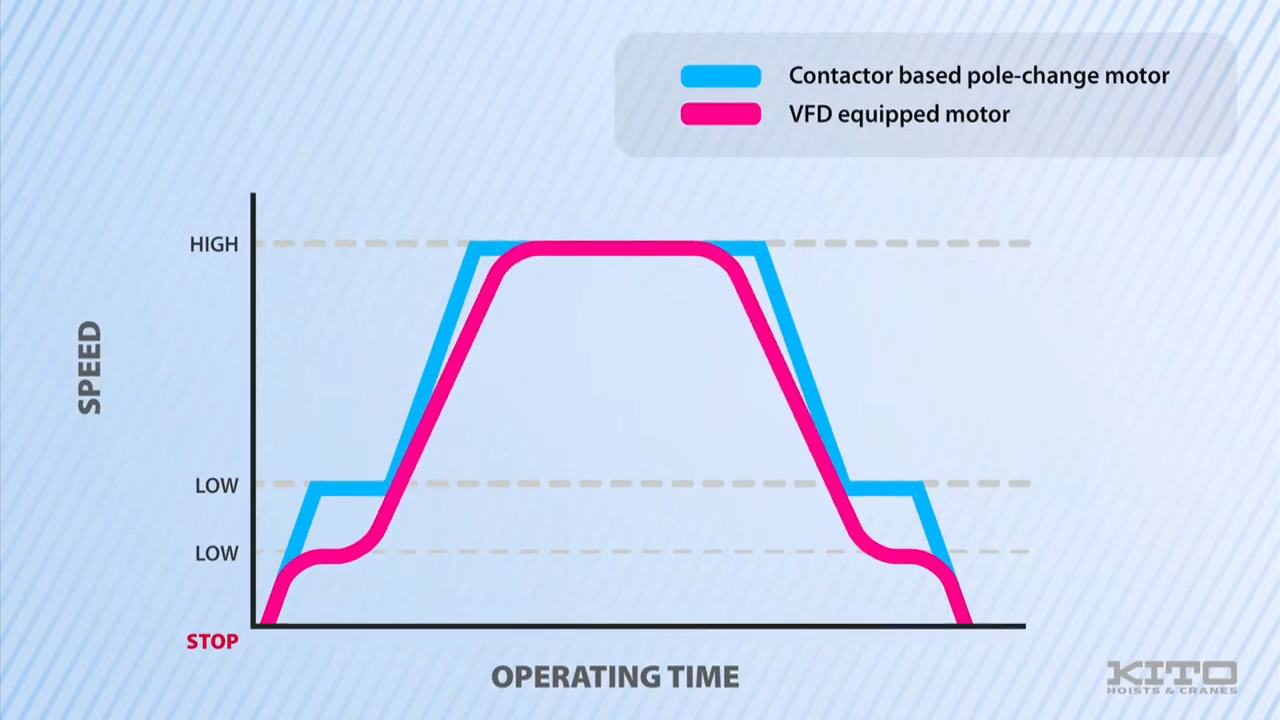 Contactor based pole-change motor
VFD equipped motor
HIGH
SPEED
LOW
LOW
STOP
OPERATING TIME
KITO
HOISTS & CRANES